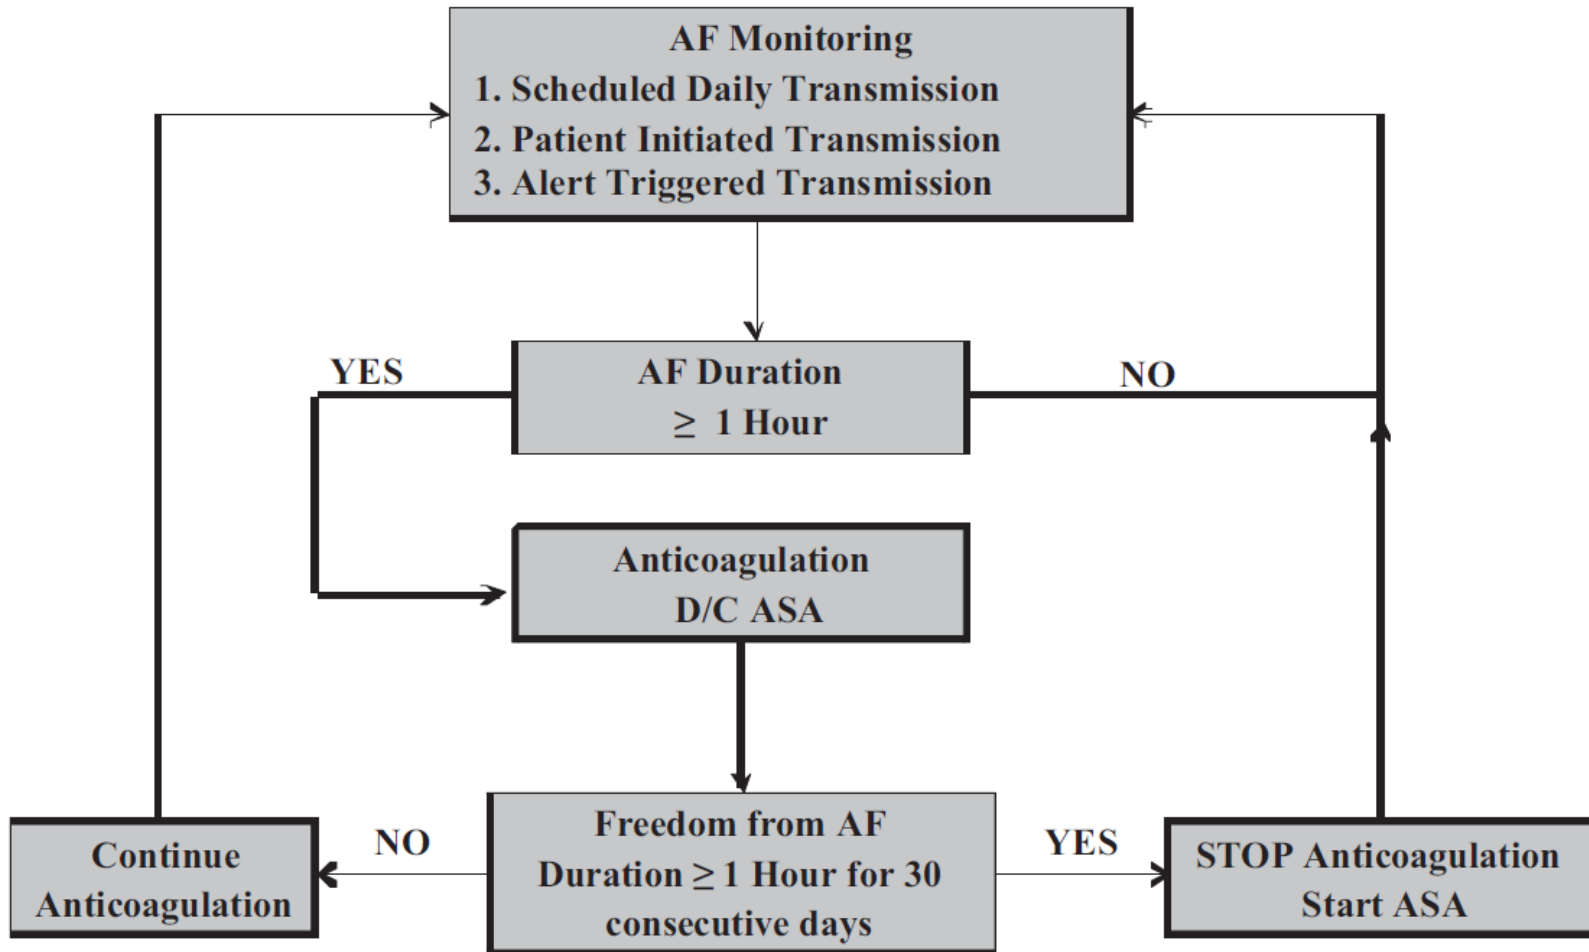 AF Monitoring
1. Scheduled Daily Transmission
2. Patient Initiated Transmission
3. Alert Triggered Transmission
YES
AF Duration
≥ 1 Hour
NO
Anticoagulation
D/C ASA
Continue
Anticoagulation
NO
Freedom from AF
Duration ≥ 1 Hour for 30
consecutive days
YES
STOP Anticoagulation
Start ASA